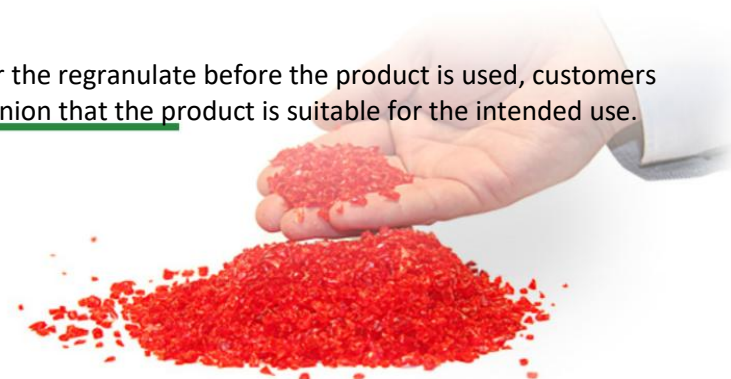 r the regranulate before the product is used, customers
nion that the product is suitable for the intended use.